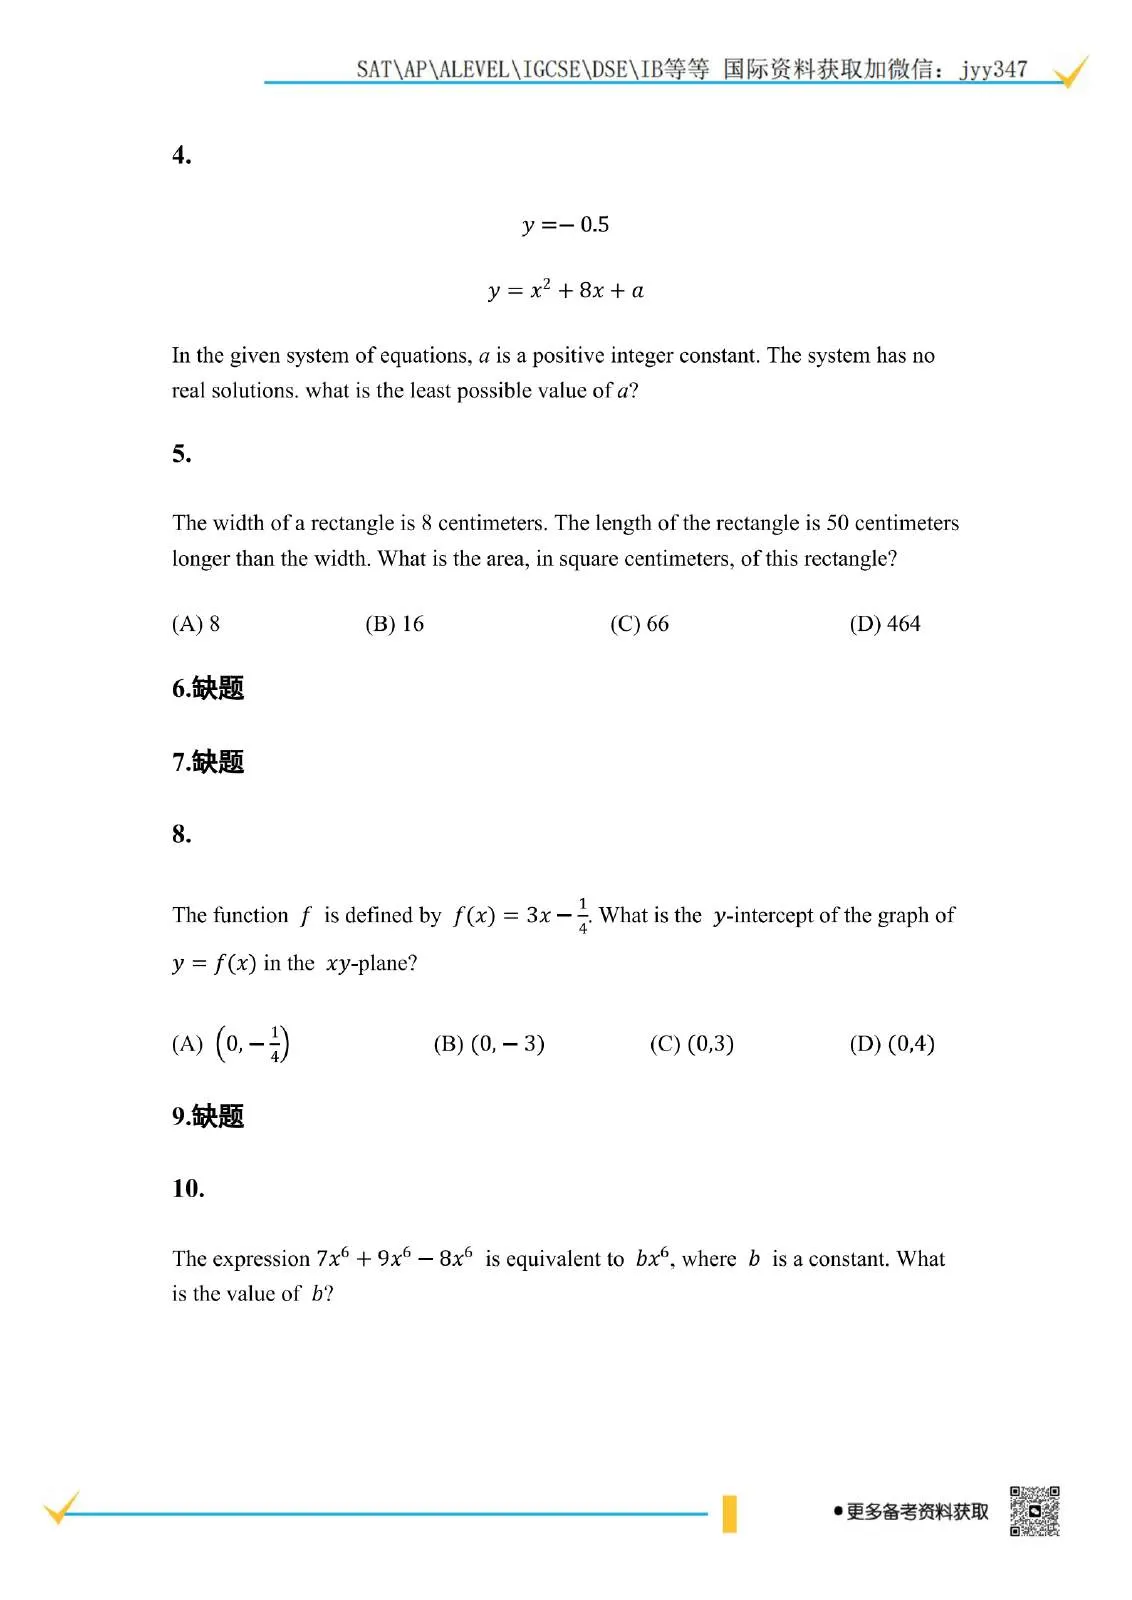 SAT\AP\ALEVEL\IGCSE\DSE\IB等等 国际资料获取加微信：jyy347
4.
y =− 0.5
y = x² + 8x + a
In the given system of equations, a is a positive integer constant. The system has no
real solutions. what is the least possible value of a?
5.
The width of a rectangle is 8 centimeters. The length of the rectangle is 50 centimeters
longer than the width. What is the area, in square centimeters, of this rectangle?
(A) 8 (B) 16 (C) 66 (D) 464
6.缺题
7.缺题
8.
The function f is defined by f(x) = 3x − 1/4. What is the y-intercept of the graph of
y = f(x) in the xy-plane?
(A) (0, − 1/4) (B) (0, − 3) (C) (0,3) (D) (0,4)
9.缺题
10.
The expression 7x⁶ + 9x⁶ − 8x⁶ is equivalent to bx⁶, where b is a constant. What
is the value of b?
•更多备考资料获取